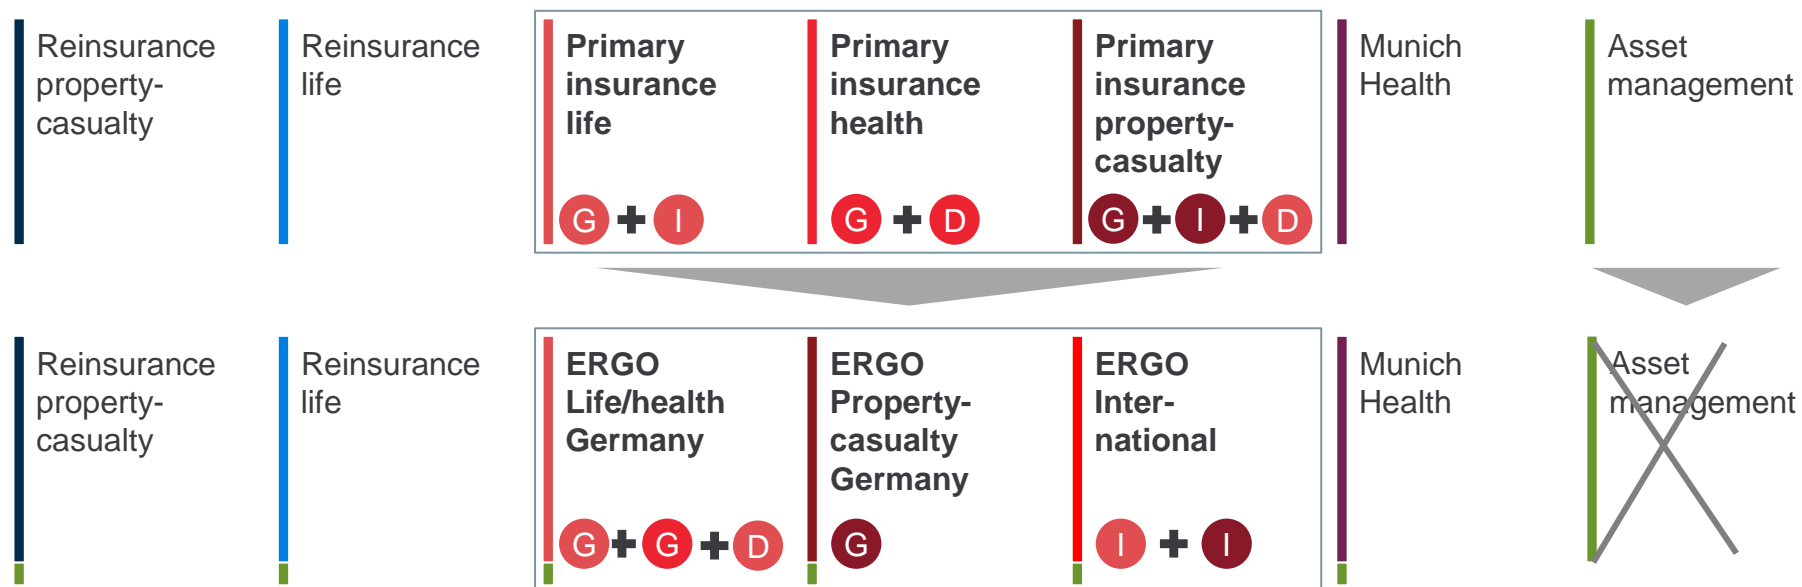 Reinsurance
property-
casualty
Reinsurance
life
Primary
insurance
life
G + I
Primary
insurance
health
G + D
Primary
insurance
property-
casualty
G + I + D
Munich
Health
Asset
management
Reinsurance
property-
casualty
Reinsurance
life
ERGO
Life/health
Germany
G + G + D
ERGO
Property-
casualty
Germany
G
ERGO
Inter-
national
I + I
Munich
Health
Asset
management